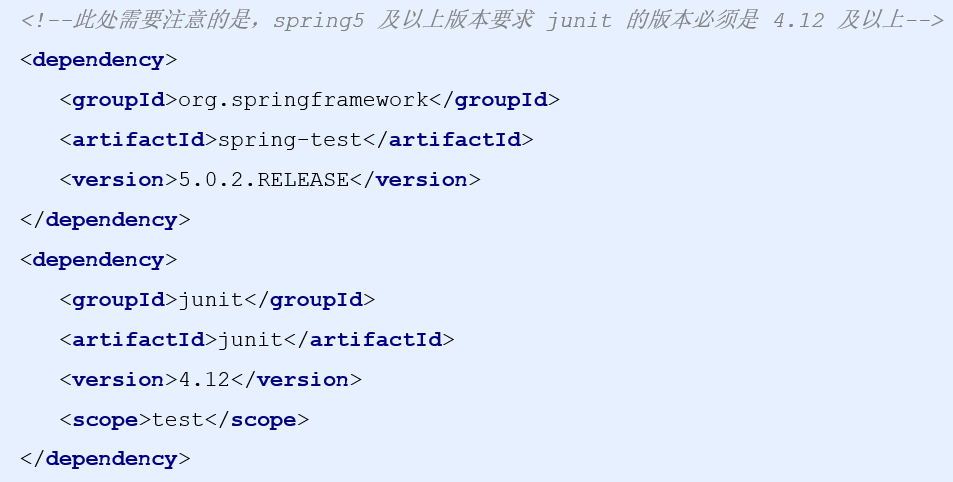 <!--此处需要注意的是，spring5 及以上版本要求 junit 的版本必须是 4.12 及以上-->
<dependency>
    <groupId>org.springframework</groupId>
    <artifactId>spring-test</artifactId>
    <version>5.0.2.RELEASE</version>
</dependency>
<dependency>
    <groupId>junit</groupId>
    <artifactId>junit</artifactId>
    <version>4.12</version>
    <scope>test</scope>
</dependency>